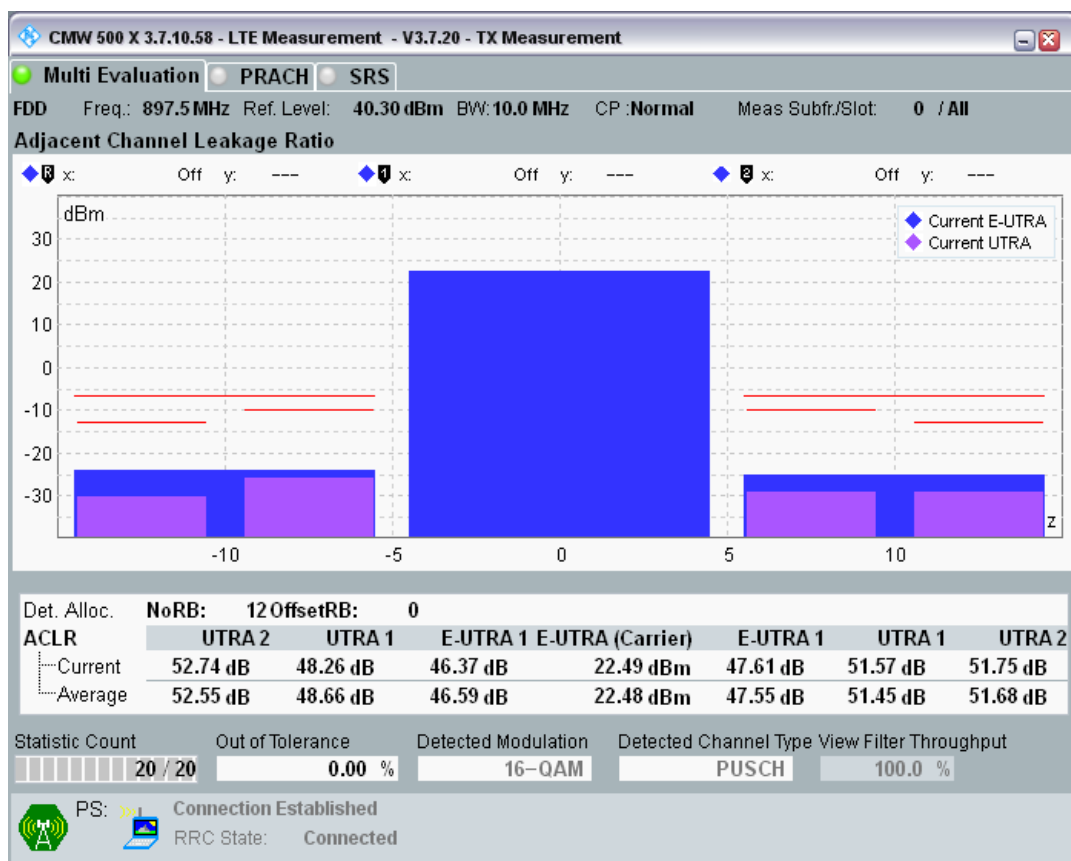 CMW 500 X 3.7.10.58 - LTE Measurement - V3.7.20 - TX Measurement
Multi Evaluation PRACH SRS
FDD Freq.: 897.5 MHz Ref. Level: 40.30 dBm BW: 10.0 MHz CP :Normal Meas Subfr./Slot: 0 / All
Adjacent Channel Leakage Ratio
R x: Off y: --- 1 x: Off y: --- 2 x: Off y: ---
dBm
Current E-UTRA
Current UTRA
30
20
10
0
-10
-20
-30
z
-10 -5 0 5 10
Det. Alloc. NoRB: 12 OffsetRB: 0
ACLR UTRA 2 UTRA 1 E-UTRA 1 E-UTRA (Carrier) E-UTRA 1 UTRA 1 UTRA 2
Current 52.74 dB 48.26 dB 46.37 dB 22.49 dBm 47.61 dB 51.57 dB 51.75 dB
Average 52.55 dB 48.66 dB 46.59 dB 22.48 dBm 47.55 dB 51.45 dB 51.68 dB
Statistic Count Out of Tolerance Detected Modulation Detected Channel Type View Filter Throughput
20 / 20 0.00 % 16-QAM PUSCH 100.0 %
PS: Connection Established
RRC State: Connected